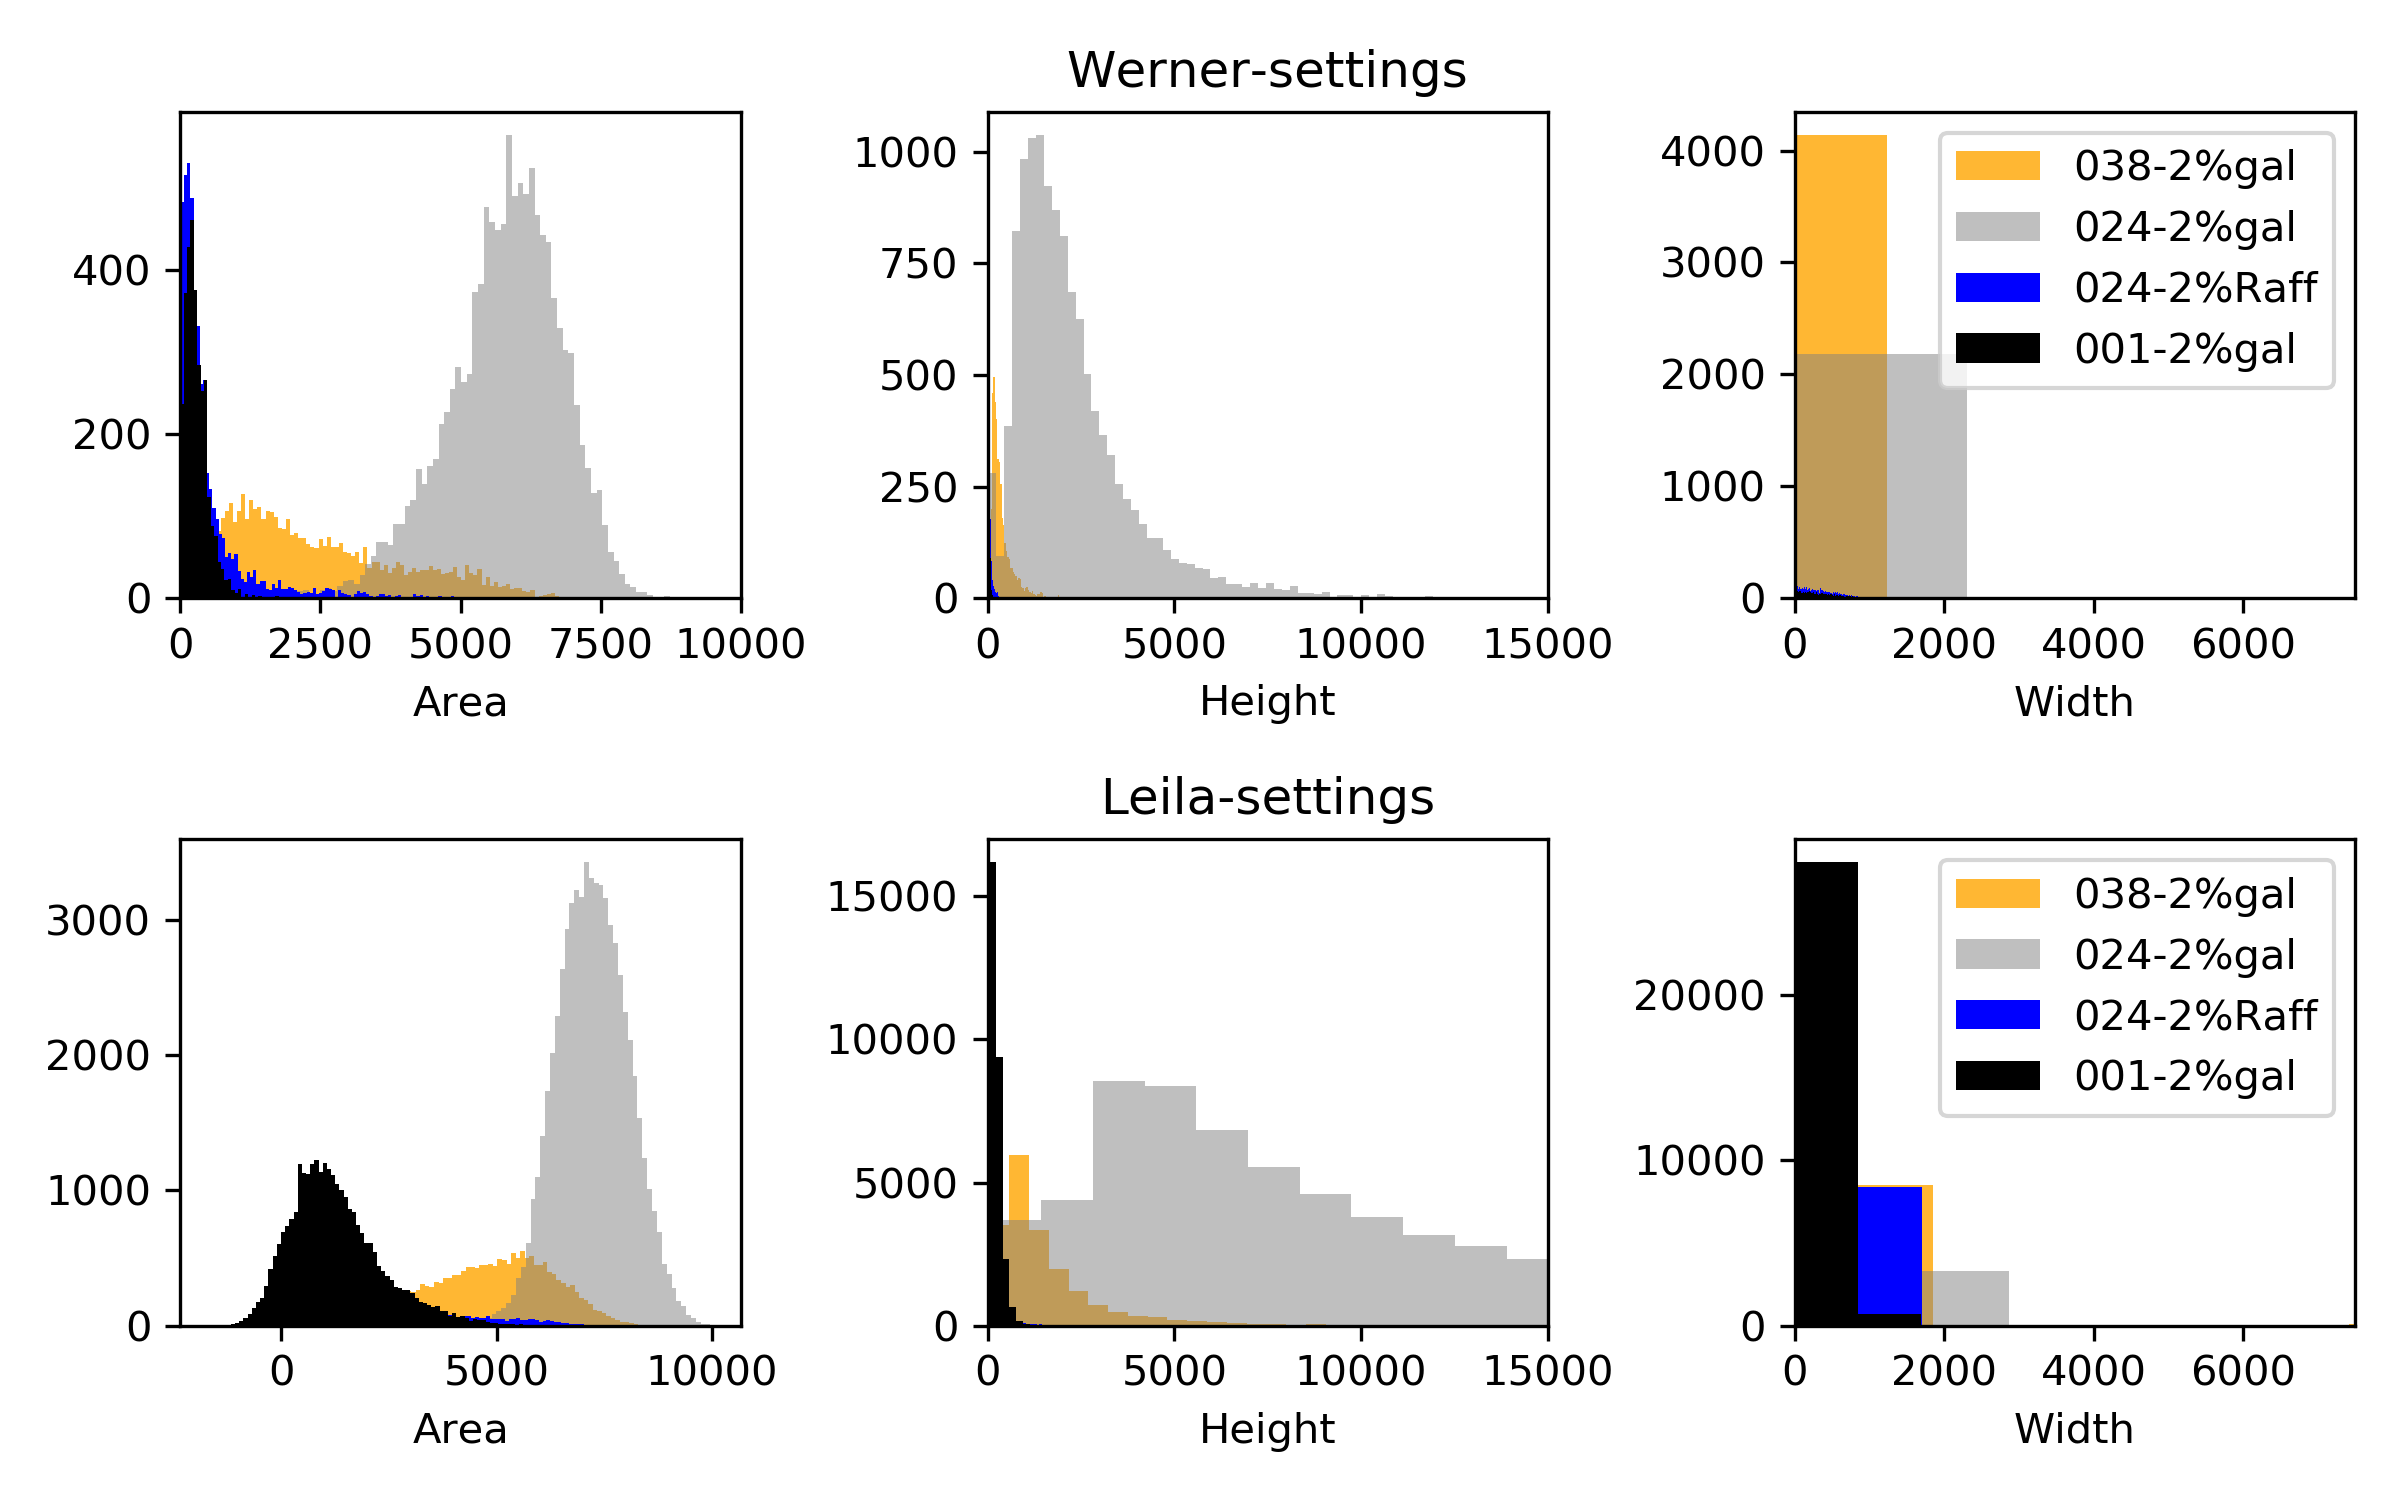 Werner-settings
400
200
0
0 2500 5000 7500 10000
Area
1000
750
500
250
0
0 5000 10000 15000
Height
4000
3000
2000
1000
0
0 2000 4000 6000
Width
038-2%gal
024-2%gal
024-2%Raff
001-2%gal
Leila-settings
3000
2000
1000
0
0 5000 10000
Area
15000
10000
5000
0
0 5000 10000 15000
Height
20000
10000
0
0 2000 4000 6000
Width
038-2%gal
024-2%gal
024-2%Raff
001-2%gal